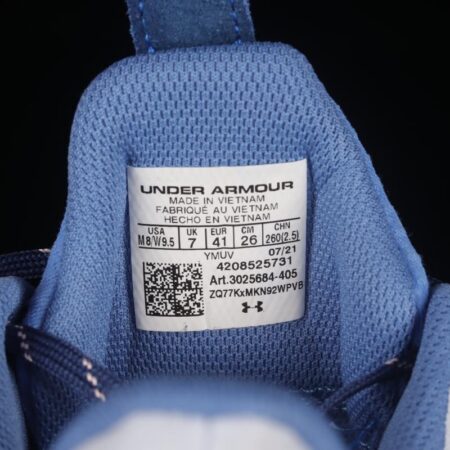 UNDER ARMOUR
MADE IN VIETNAM
FABRIQUÉ AU VIETNAM
HECHO EN VIETNAM
USA UK EUR CM CHN
M 8/W 9.5 7 41 26 260(2.5)
YMUV 07/21
4208525731
Art.3025684-405
ZQ77KxMKN92WPVB